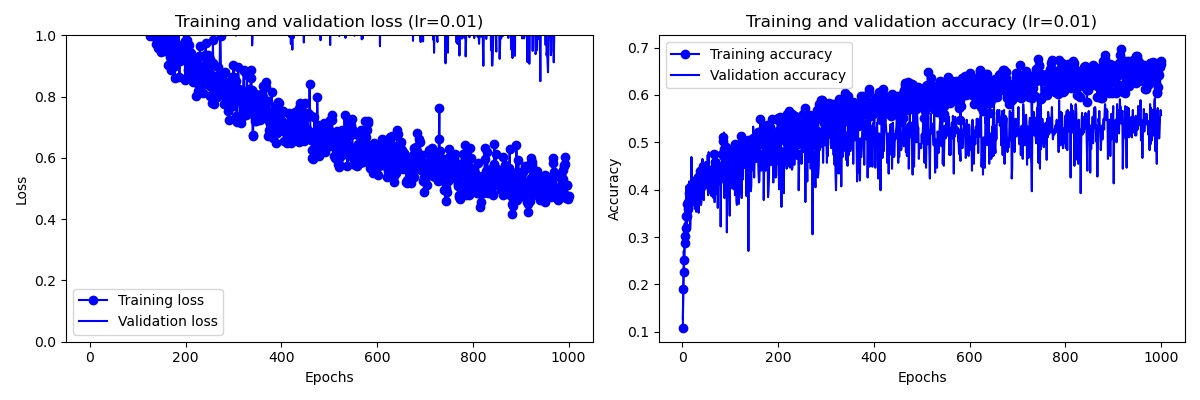 Training and validation loss (lr=0.01)
1.0
0.8
0.6
0.4
0.2
0.0
Loss
Training loss
Validation loss
0 200 400 600 800 1000
Epochs
Training and validation accuracy (lr=0.01)
0.7
0.6
0.5
0.4
0.3
0.2
0.1
Accuracy
Training accuracy
Validation accuracy
0 200 400 600 800 1000
Epochs